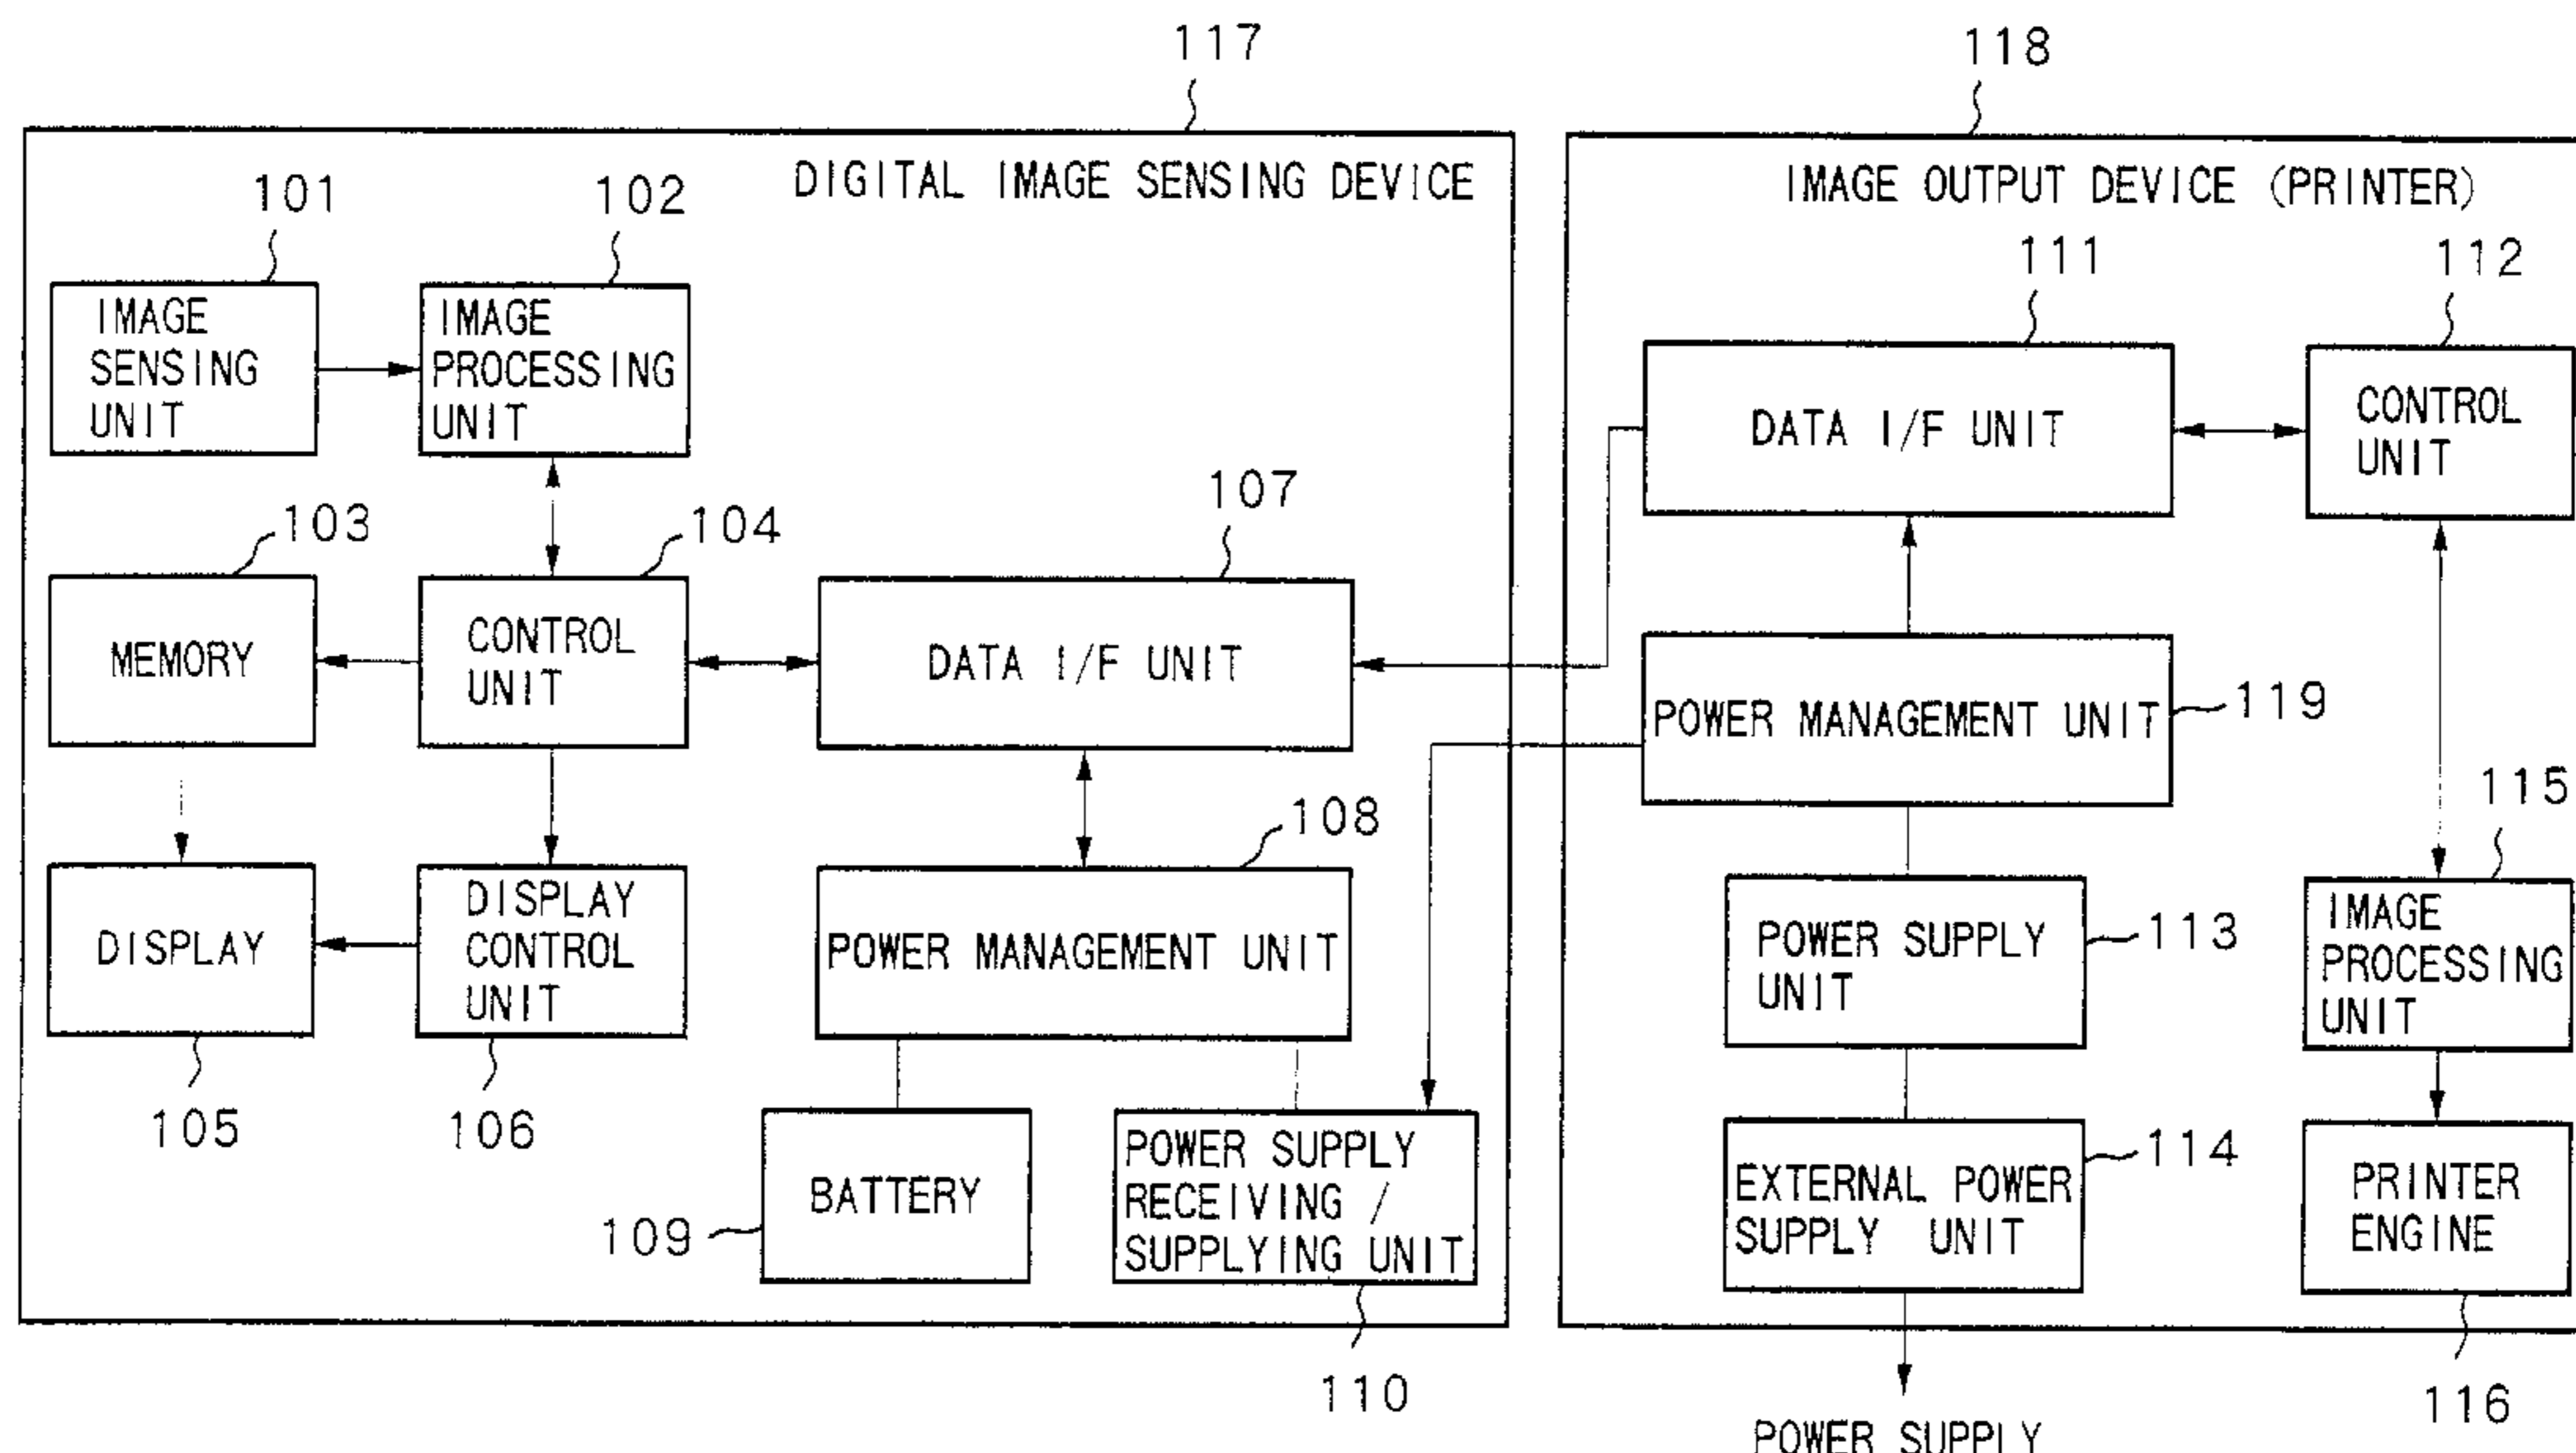 117
118
DIGITAL IMAGE SENSING DEVICE
IMAGE OUTPUT DEVICE (PRINTER)
101
102
111
112
IMAGE
SENSING
UNIT
IMAGE
PROCESSING
UNIT
DATA I/F UNIT
CONTROL
UNIT
103
104
107
MEMORY
CONTROL
UNIT
DATA I/F UNIT
POWER MANAGEMENT UNIT
119
108
115
DISPLAY
DISPLAY
CONTROL
UNIT
POWER MANAGEMENT UNIT
POWER SUPPLY
UNIT
113
IMAGE
PROCESSING
UNIT
105
106
109
BATTERY
POWER SUPPLY
RECEIVING /
SUPPLYING UNIT
EXTERNAL POWER
SUPPLY UNIT
114
PRINTER
ENGINE
110
116
POWER SUPPLY